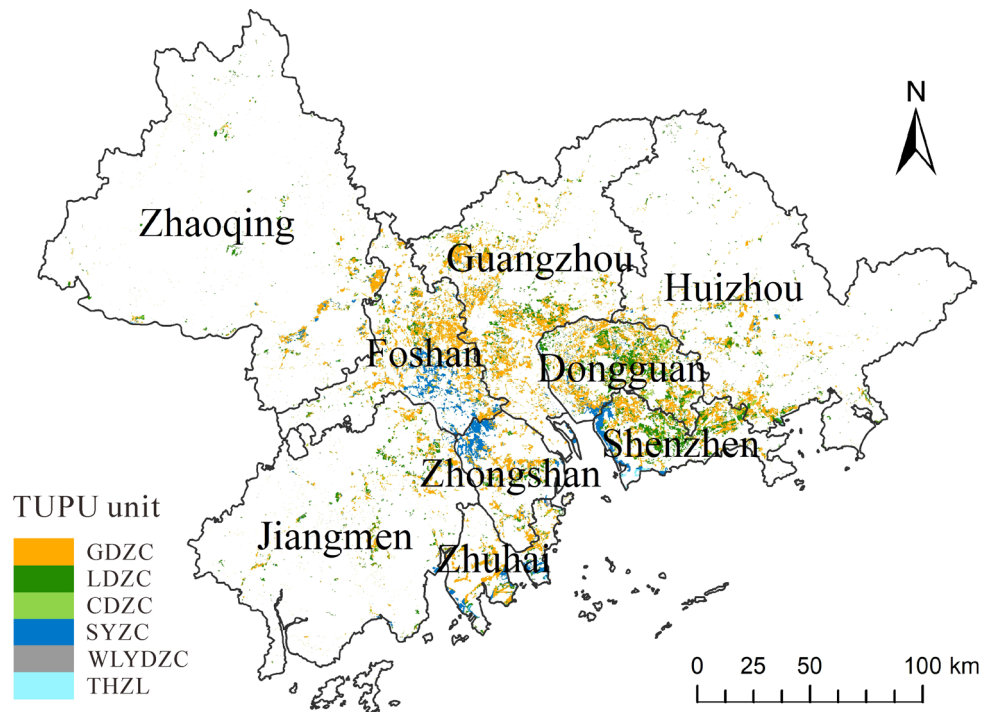 N
Zhaoqing
Guangzhou
Huizhou
Foshan
Dongguan
Shenzhen
Zhongshan
Jiangmen
Zhuhai
TUPU unit
GDZC
LDZC
CDZC
SYZC
WLYDZC
THZL
0 25 50 100 km